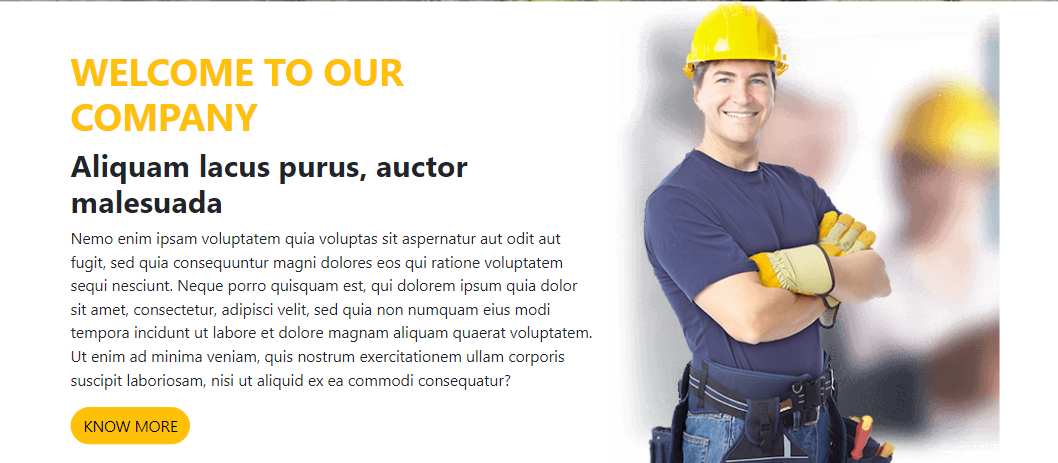 WELCOME TO OUR
COMPANY
Aliquam lacus purus, auctor
malesuada
Nemo enim ipsam voluptatem quia voluptas sit aspernatur aut odit aut
fugit, sed quia consequuntur magni dolores eos qui ratione voluptatem
sequi nesciunt. Neque porro quisquam est, qui dolorem ipsum quia dolor
sit amet, consectetur, adipisci velit, sed quia non numquam eius modi
tempora incidunt ut labore et dolore magnam aliquam quaerat voluptatem.
Ut enim ad minima veniam, quis nostrum exercitationem ullam corporis
suscipit laboriosam, nisi ut aliquid ex ea commodi consequatur?
KNOW MORE